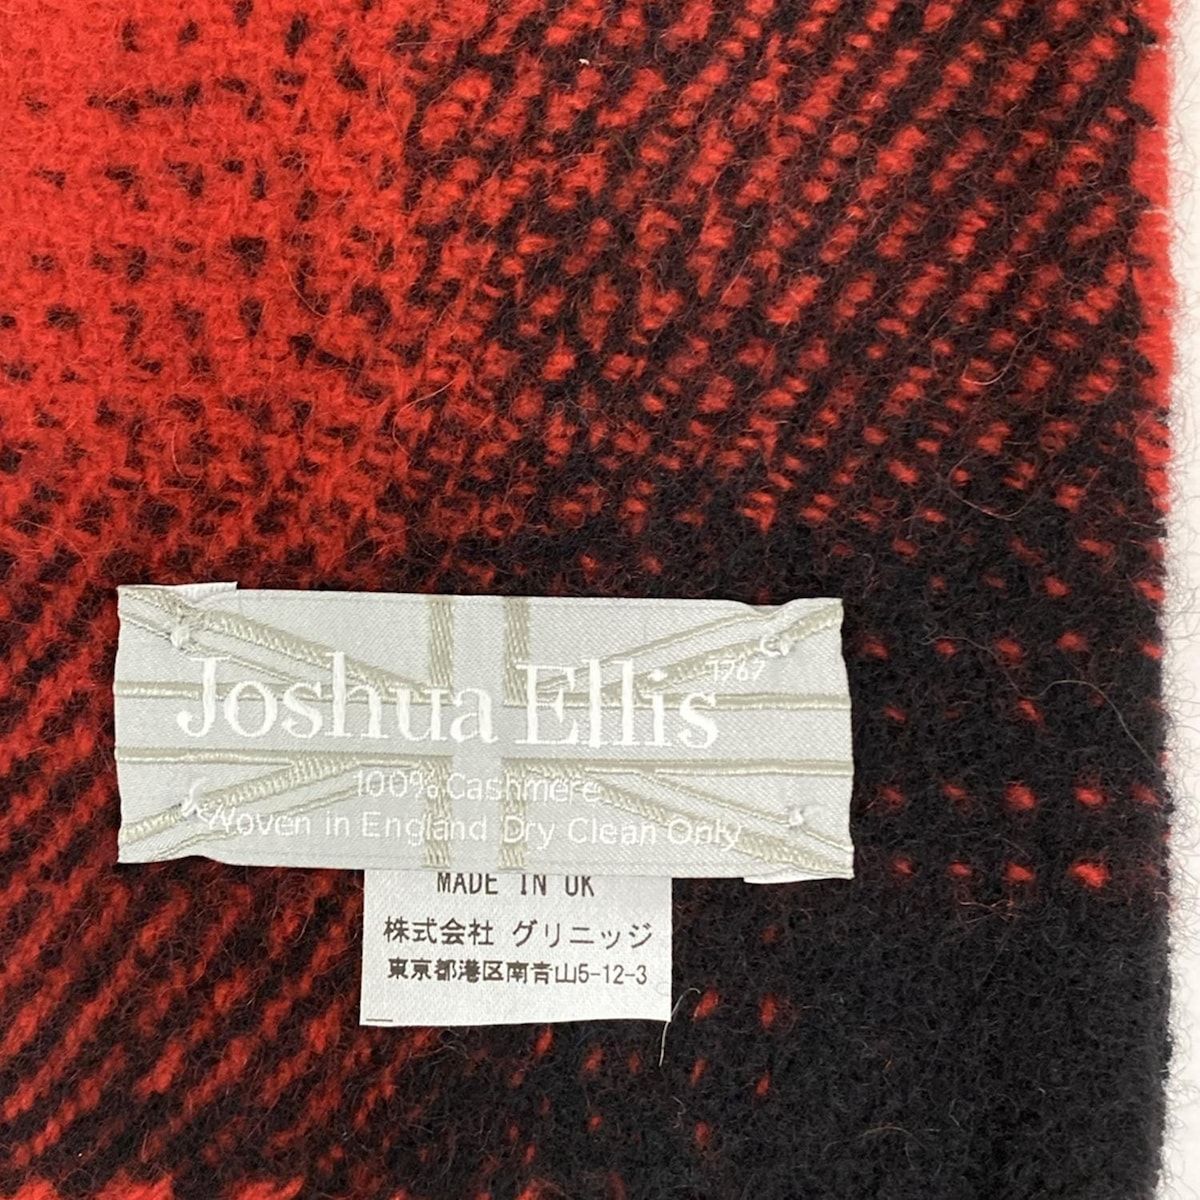 Joshua Ellis 1767
100% Cashmere
Woven in England Dry Clean Only
MADE IN UK
株式会社 グリニッジ
東京都港区南青山5-12-3